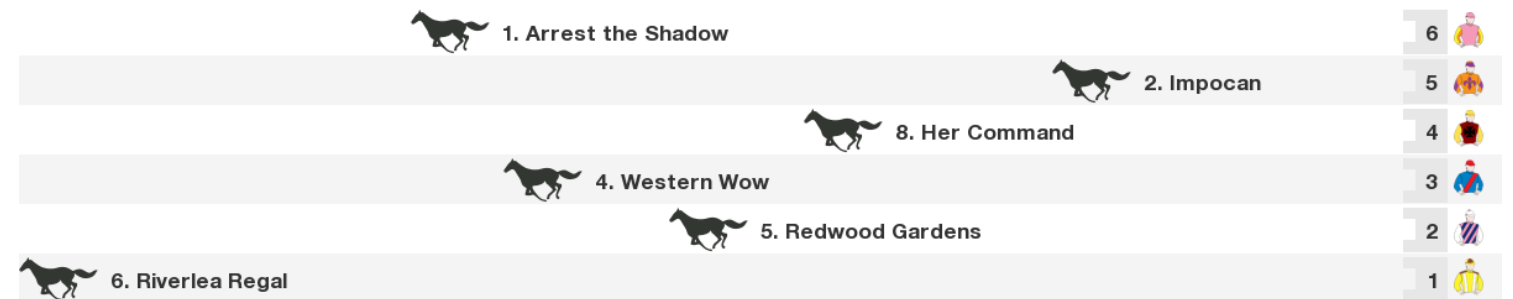 1. Arrest the Shadow 6
2. Impocan 5
8. Her Command 4
4. Western Wow 3
5. Redwood Gardens 2
6. Riverlea Regal 1